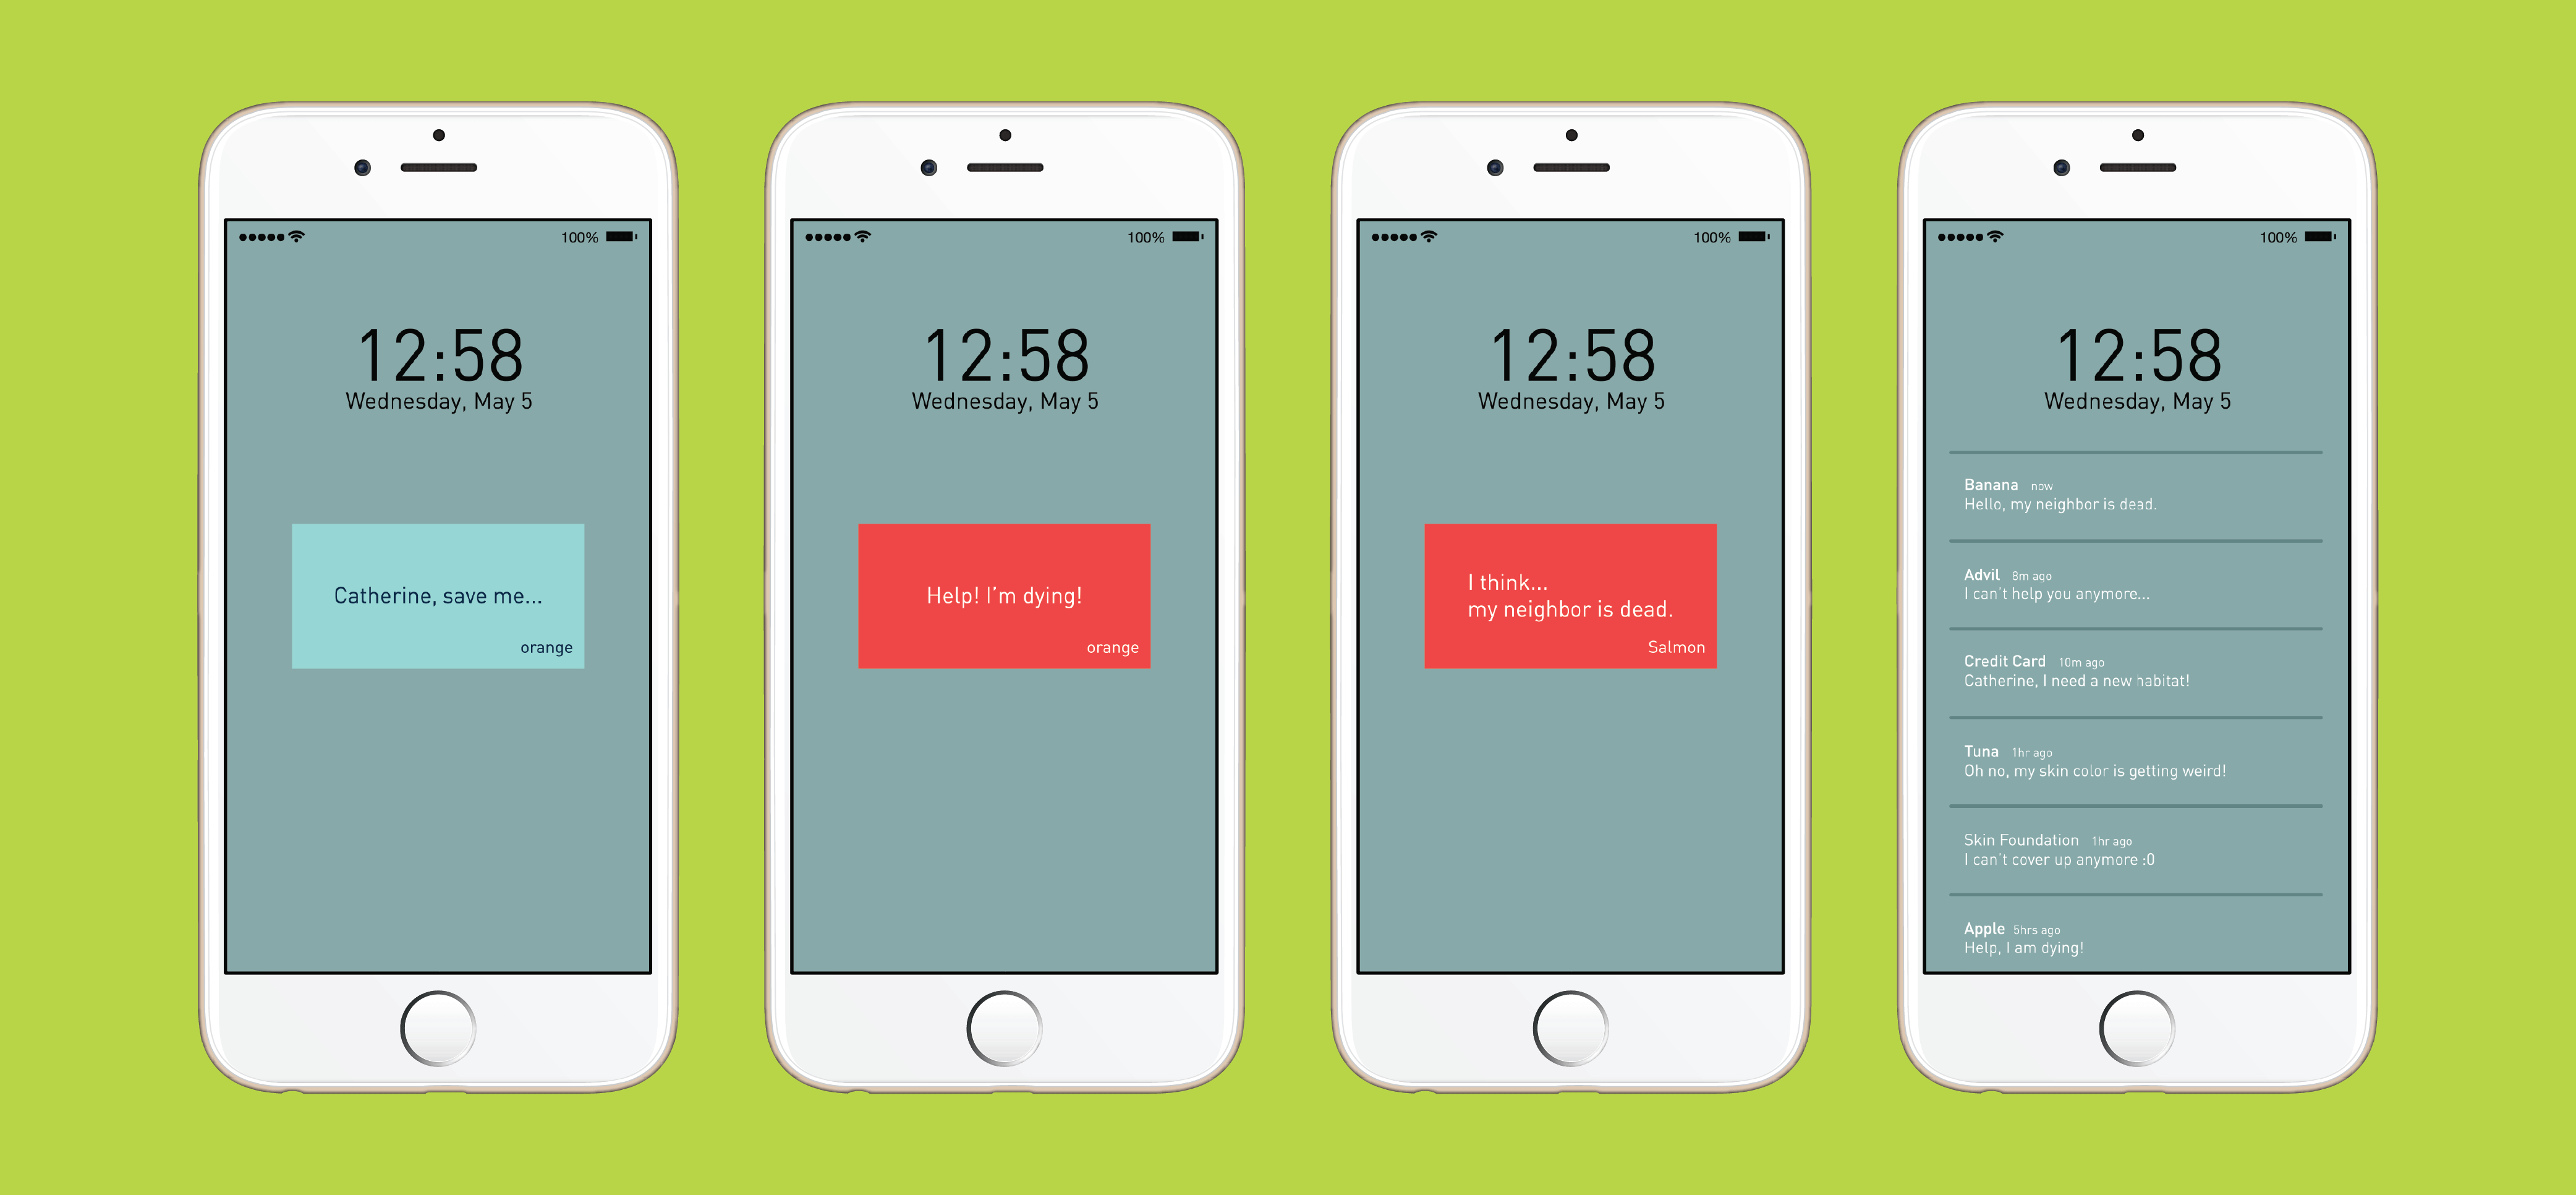 100%
12:58
Wednesday, May 5
Catherine, save me...
orange
100%
12:58
Wednesday, May 5
Help! I'm dying!
orange
100%
12:58
Wednesday, May 5
I think...
my neighbor is dead.
Salmon
100%
12:58
Wednesday, May 5
Banana now
Hello, my neighbor is dead.
Advil 8m ago
I can't help you anymore...
Credit Card 10m ago
Catherine, I need a new habitat!
Tuna 1hr ago
Oh no, my skin color is getting weird!
Skin Foundation 1hr ago
I can't cover up anymore :0
Apple 5hrs ago
Help, I am dying!